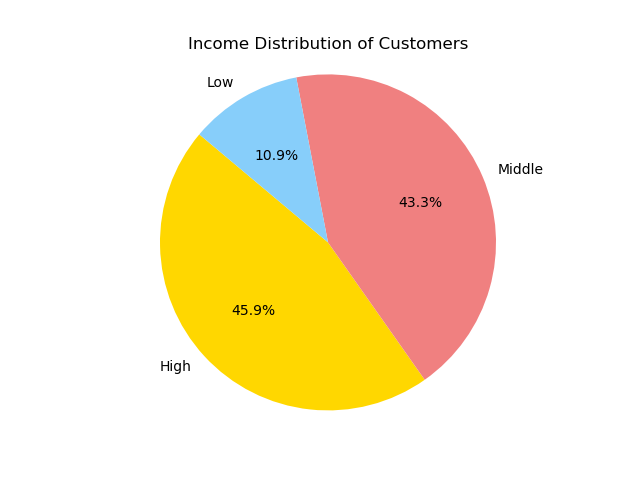 Income Distribution of Customers
Low
10.9%
Middle
43.3%
45.9%
High